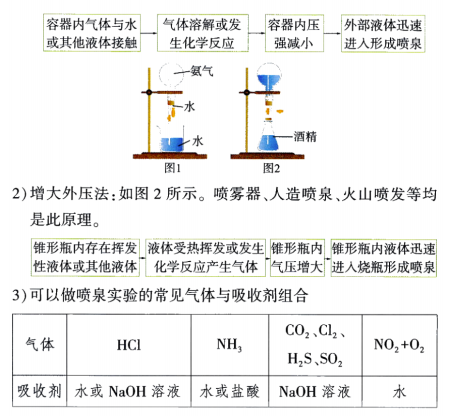 容器内气体与水
或其他液体接触
气体溶解或发
生化学反应
容器内压
强减小
外部液体迅速
进入形成喷泉
氨气
水
水
图1
酒精
图2
2)增大外压法:如图2所示。喷雾器、人造喷泉、火山喷发等均
是此原理。
锥形瓶内存在挥发
性液体或其他液体
液体受热挥发或发生
化学反应产生气体
锥形瓶内
气压增大
锥形瓶内液体迅速
进入烧瓶形成喷泉
3)可以做喷泉实验的常见气体与吸收剂组合
气体 HCl NH₃ CO₂、Cl₂、
H₂S、SO₂ NO₂+O₂
吸收剂 水或 NaOH 溶液 水或盐酸 NaOH 溶液 水